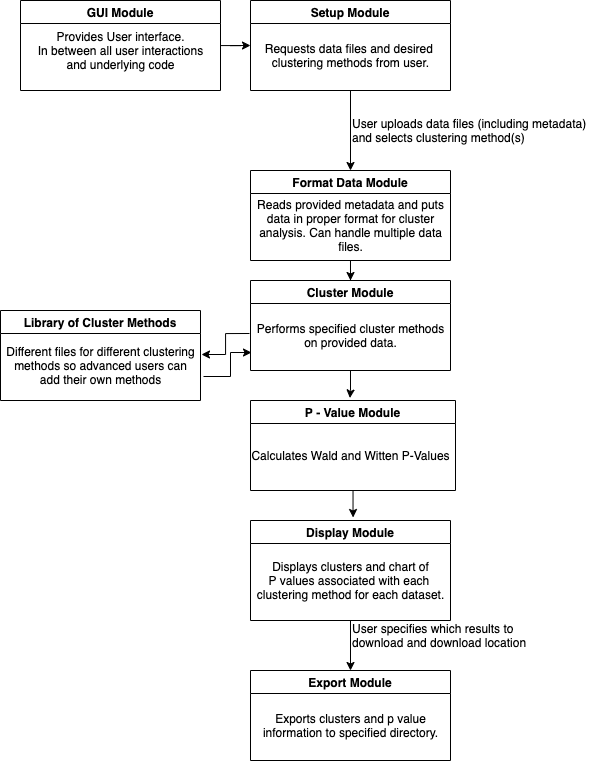 GUI Module
Provides User interface.
In between all user interactions
and underlying code
Setup Module
Requests data files and desired
clustering methods from user.
User uploads data files (including metadata)
and selects clustering method(s)
Format Data Module
Reads provided metadata and puts
data in proper format for cluster
analysis. Can handle multiple data
files.
Cluster Module
Performs specified cluster methods
on provided data.
Library of Cluster Methods
Different files for different clustering
methods so advanced users can
add their own methods
P - Value Module
Calculates Wald and Witten P-Values
Display Module
Displays clusters and chart of
P values associated with each
clustering method for each dataset.
User specifies which results to
download and download location
Export Module
Exports clusters and p value
information to specified directory.